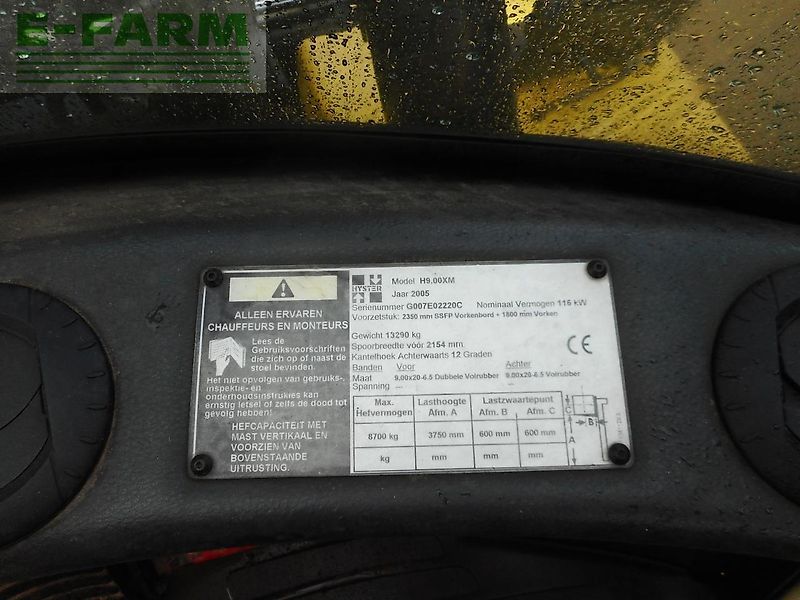 E-FARM
ALLEEN ERVAREN
CHAUFFEURS EN MONTEURS
Lees de
Gebruiksvoorschriften
die zich op of naast de
stoel bevinden.
Het niet opvolgen van gebruiks-,
inspektie- en
onderhoudsinstrukties kan
ernstig letsel of zelfs de dood tot
gevolg hebben!
HEFCAPACITEIT MET
MAST VERTIKAAL EN
VOORZIEN VAN
BOVENSTAANDE
UITRUSTING.
HYSTER
Model H9.00XM
Jaar 2005
Serienummer G007E02220C Nominaal Vermogen 116 kW
Voorzetstuk: 2350 mm SSFP Vorkenbord + 1800 mm Vorken
Gewicht 13290 kg
Spoorbreedte vóór 2154 mm.
Kantelhoek Achterwaarts 12 Graden
CE
Banden Voor Achter
Maat 9.00x20-6.5 Dubbele Volrubber 9.00x20-6.5 Volrubber
Spanning --- ---
Max. Hefvermogen Lasthoogte Afm. A Lastzwaartepunt Afm. B Afm. C
8700 kg 3750 mm 600 mm 600 mm
kg mm mm mm
C
B
A